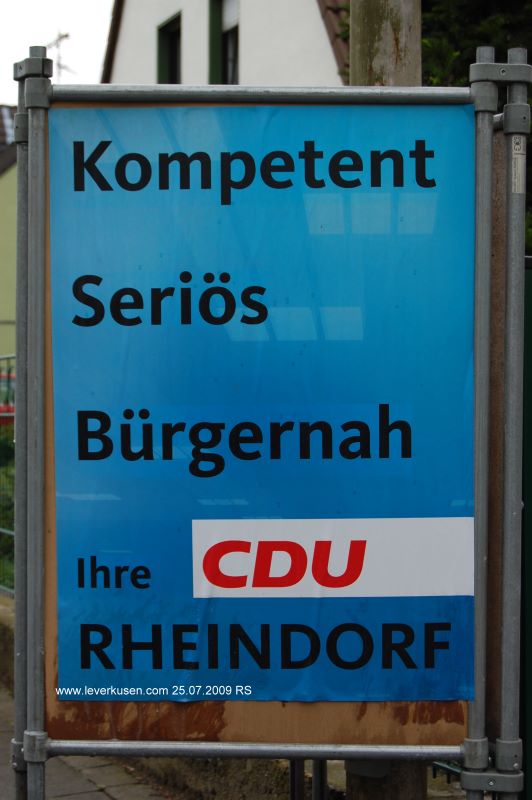 Kompetent
Seriös
Bürgernah
Ihre CDU
RHEINDORF
www.leverkusen.com 25.07.2009 RS